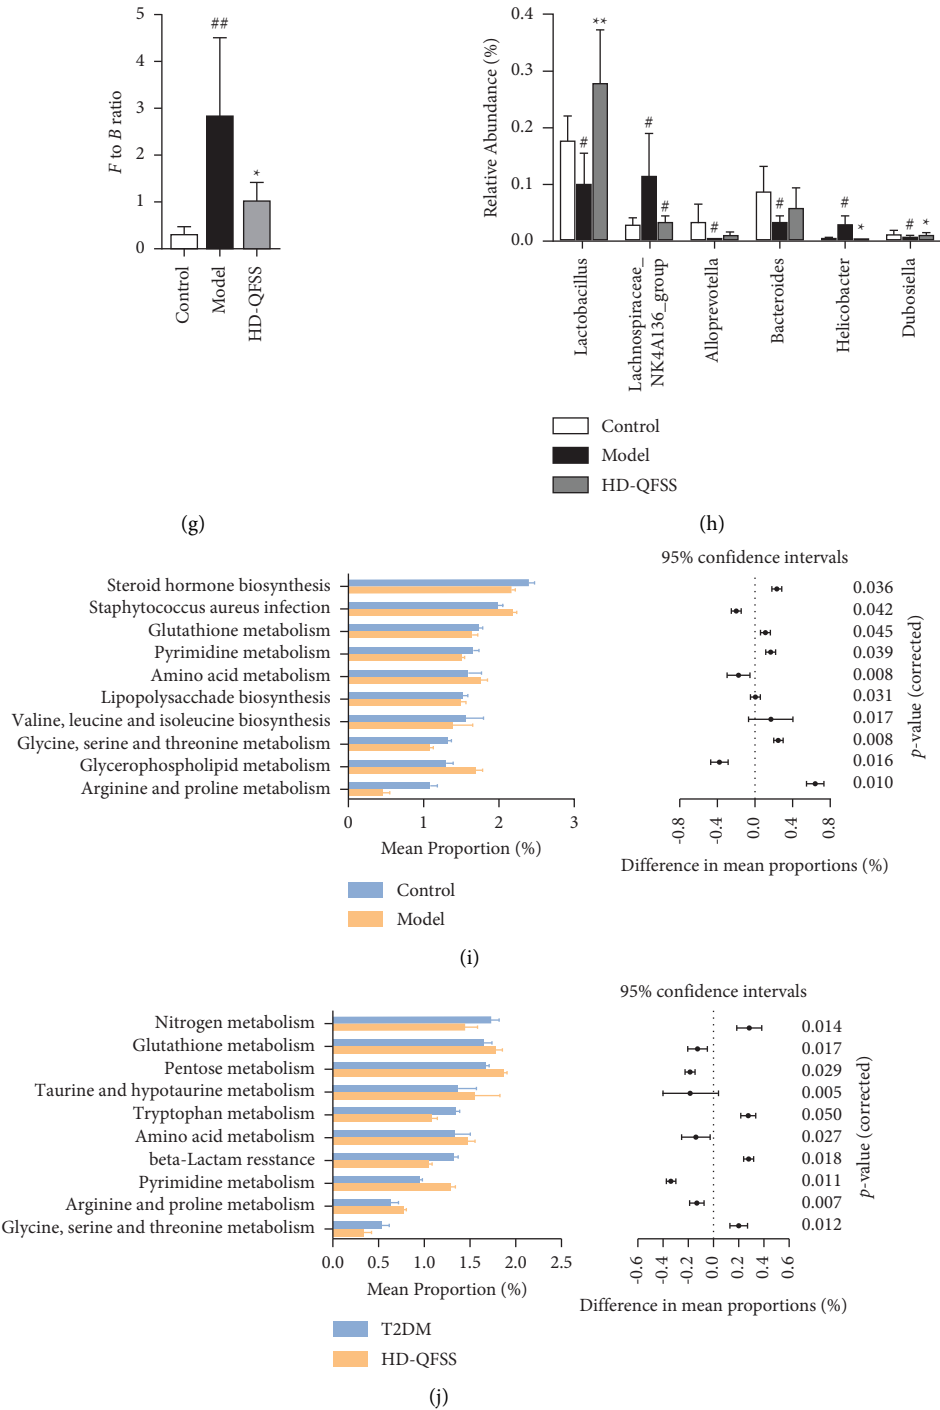 5
4
3
2
1
0
F to B ratio
##
*
Control
Model
HD-QFSS
(g)
0.4
0.3
0.2
0.1
0.0
Relative Abundance (%)
#
**
#
#
#
#
#
*
#
*
Lactobacillus
Lachnospiraceae_
NK4A136_group
Alloprevotella
Bacteroides
Helicobacter
Dubosiella
Control
Model
HD-QFSS
(h)
95% confidence intervals
Steroid hormone biosynthesis
Staphytococcus aureus infection
Glutathione metabolism
Pyrimidine metabolism
Amino acid metabolism
Lipopolysacchade biosynthesis
Valine, leucine and isoleucine biosynthesis
Glycine, serine and threonine metabolism
Glycerophospholipid metabolism
Arginine and proline metabolism
0 1 2 3
Mean Proportion (%)
Control
Model
0.036
0.042
0.045
0.039
0.008
0.031
0.017
0.008
0.016
0.010
p-value (corrected)
-0.8 -0.4 0.0 0.4 0.8
Difference in mean proportions (%)
(i)
95% confidence intervals
Nitrogen metabolism
Glutathione metabolism
Pentose metabolism
Taurine and hypotaurine metabolism
Tryptophan metabolism
Amino acid metabolism
beta-Lactam resstance
Pyrimidine metabolism
Arginine and proline metabolism
Glycine, serine and threonine metabolism
0.0 0.5 1.0 1.5 2.0 2.5
Mean Proportion (%)
T2DM
HD-QFSS
0.014
0.017
0.029
0.005
0.050
0.027
0.018
0.011
0.007
0.012
p-value (corrected)
-0.6 -0.4 -0.2 0.0 0.2 0.4 0.6
Difference in mean proportions (%)
(j)